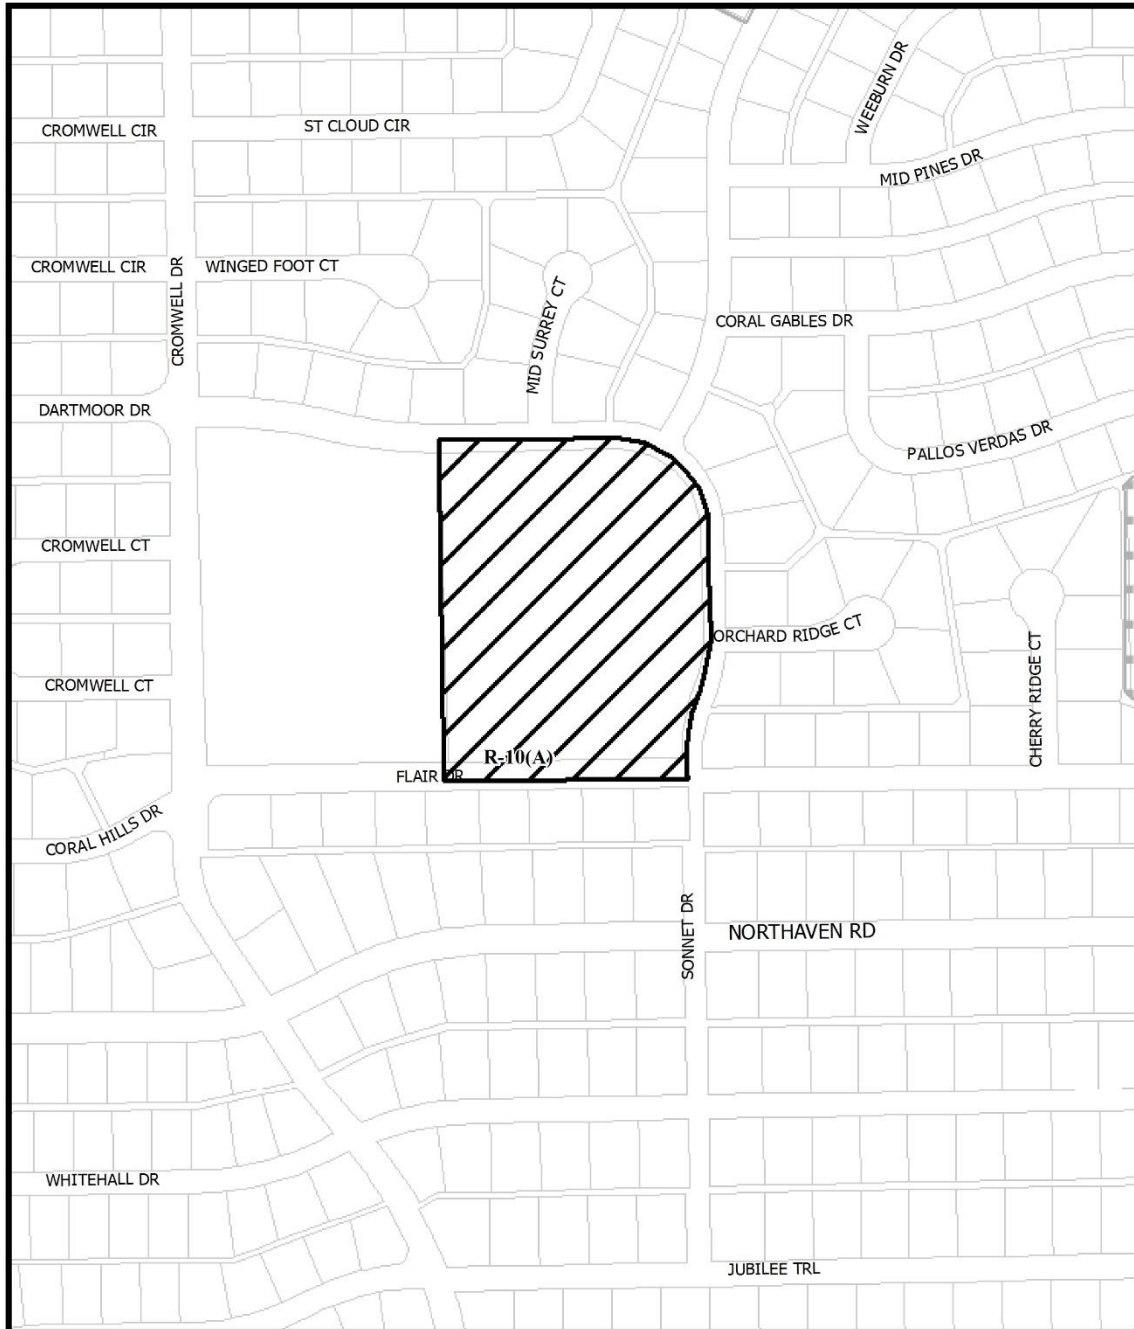 WEEBURN DR
CROMWELL CIR
ST CLOUD CIR
MID PINES DR
CROMWELL CIR
WINGED FOOT CT
CROMWELL DR
MID SURREY CT
CORAL GABLES DR
DARTMOOR DR
PALLOS VERDAS DR
CROMWELL CT
ORCHARD RIDGE CT
CHERRY RIDGE CT
CROMWELL CT
R-10(A)
FLAIR DR
CORAL HILLS DR
SONNET DR
NORTHAVEN RD
WHITEHALL DR
JUBILEE TRL